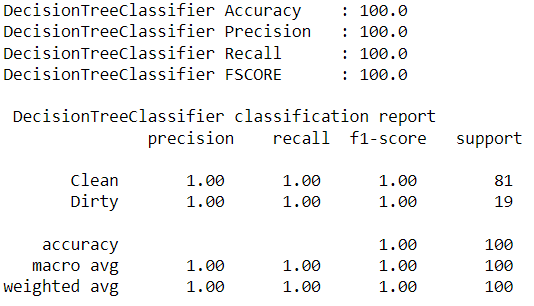 DecisionTreeClassifier Accuracy : 100.0
DecisionTreeClassifier Precision : 100.0
DecisionTreeClassifier Recall : 100.0
DecisionTreeClassifier FSCORE : 100.0
DecisionTreeClassifier classification report
precision recall f1-score support
Clean 1.00 1.00 1.00 81
Dirty 1.00 1.00 1.00 19
accuracy 1.00 100
macro avg 1.00 1.00 1.00 100
weighted avg 1.00 1.00 1.00 100